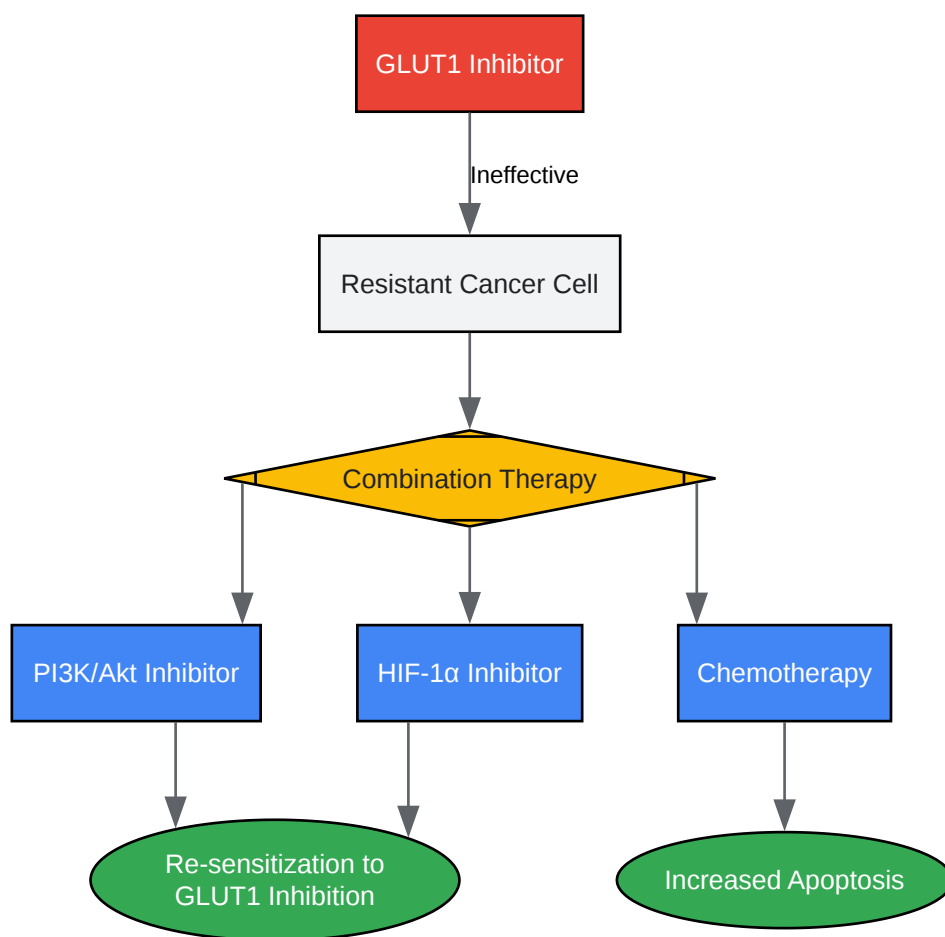 GLUT1 Inhibitor
Ineffective
Resistant Cancer Cell
Combination Therapy
PI3K/Akt Inhibitor
HIF-1α Inhibitor
Chemotherapy
Re-sensitization to
GLUT1 Inhibition
Increased Apoptosis